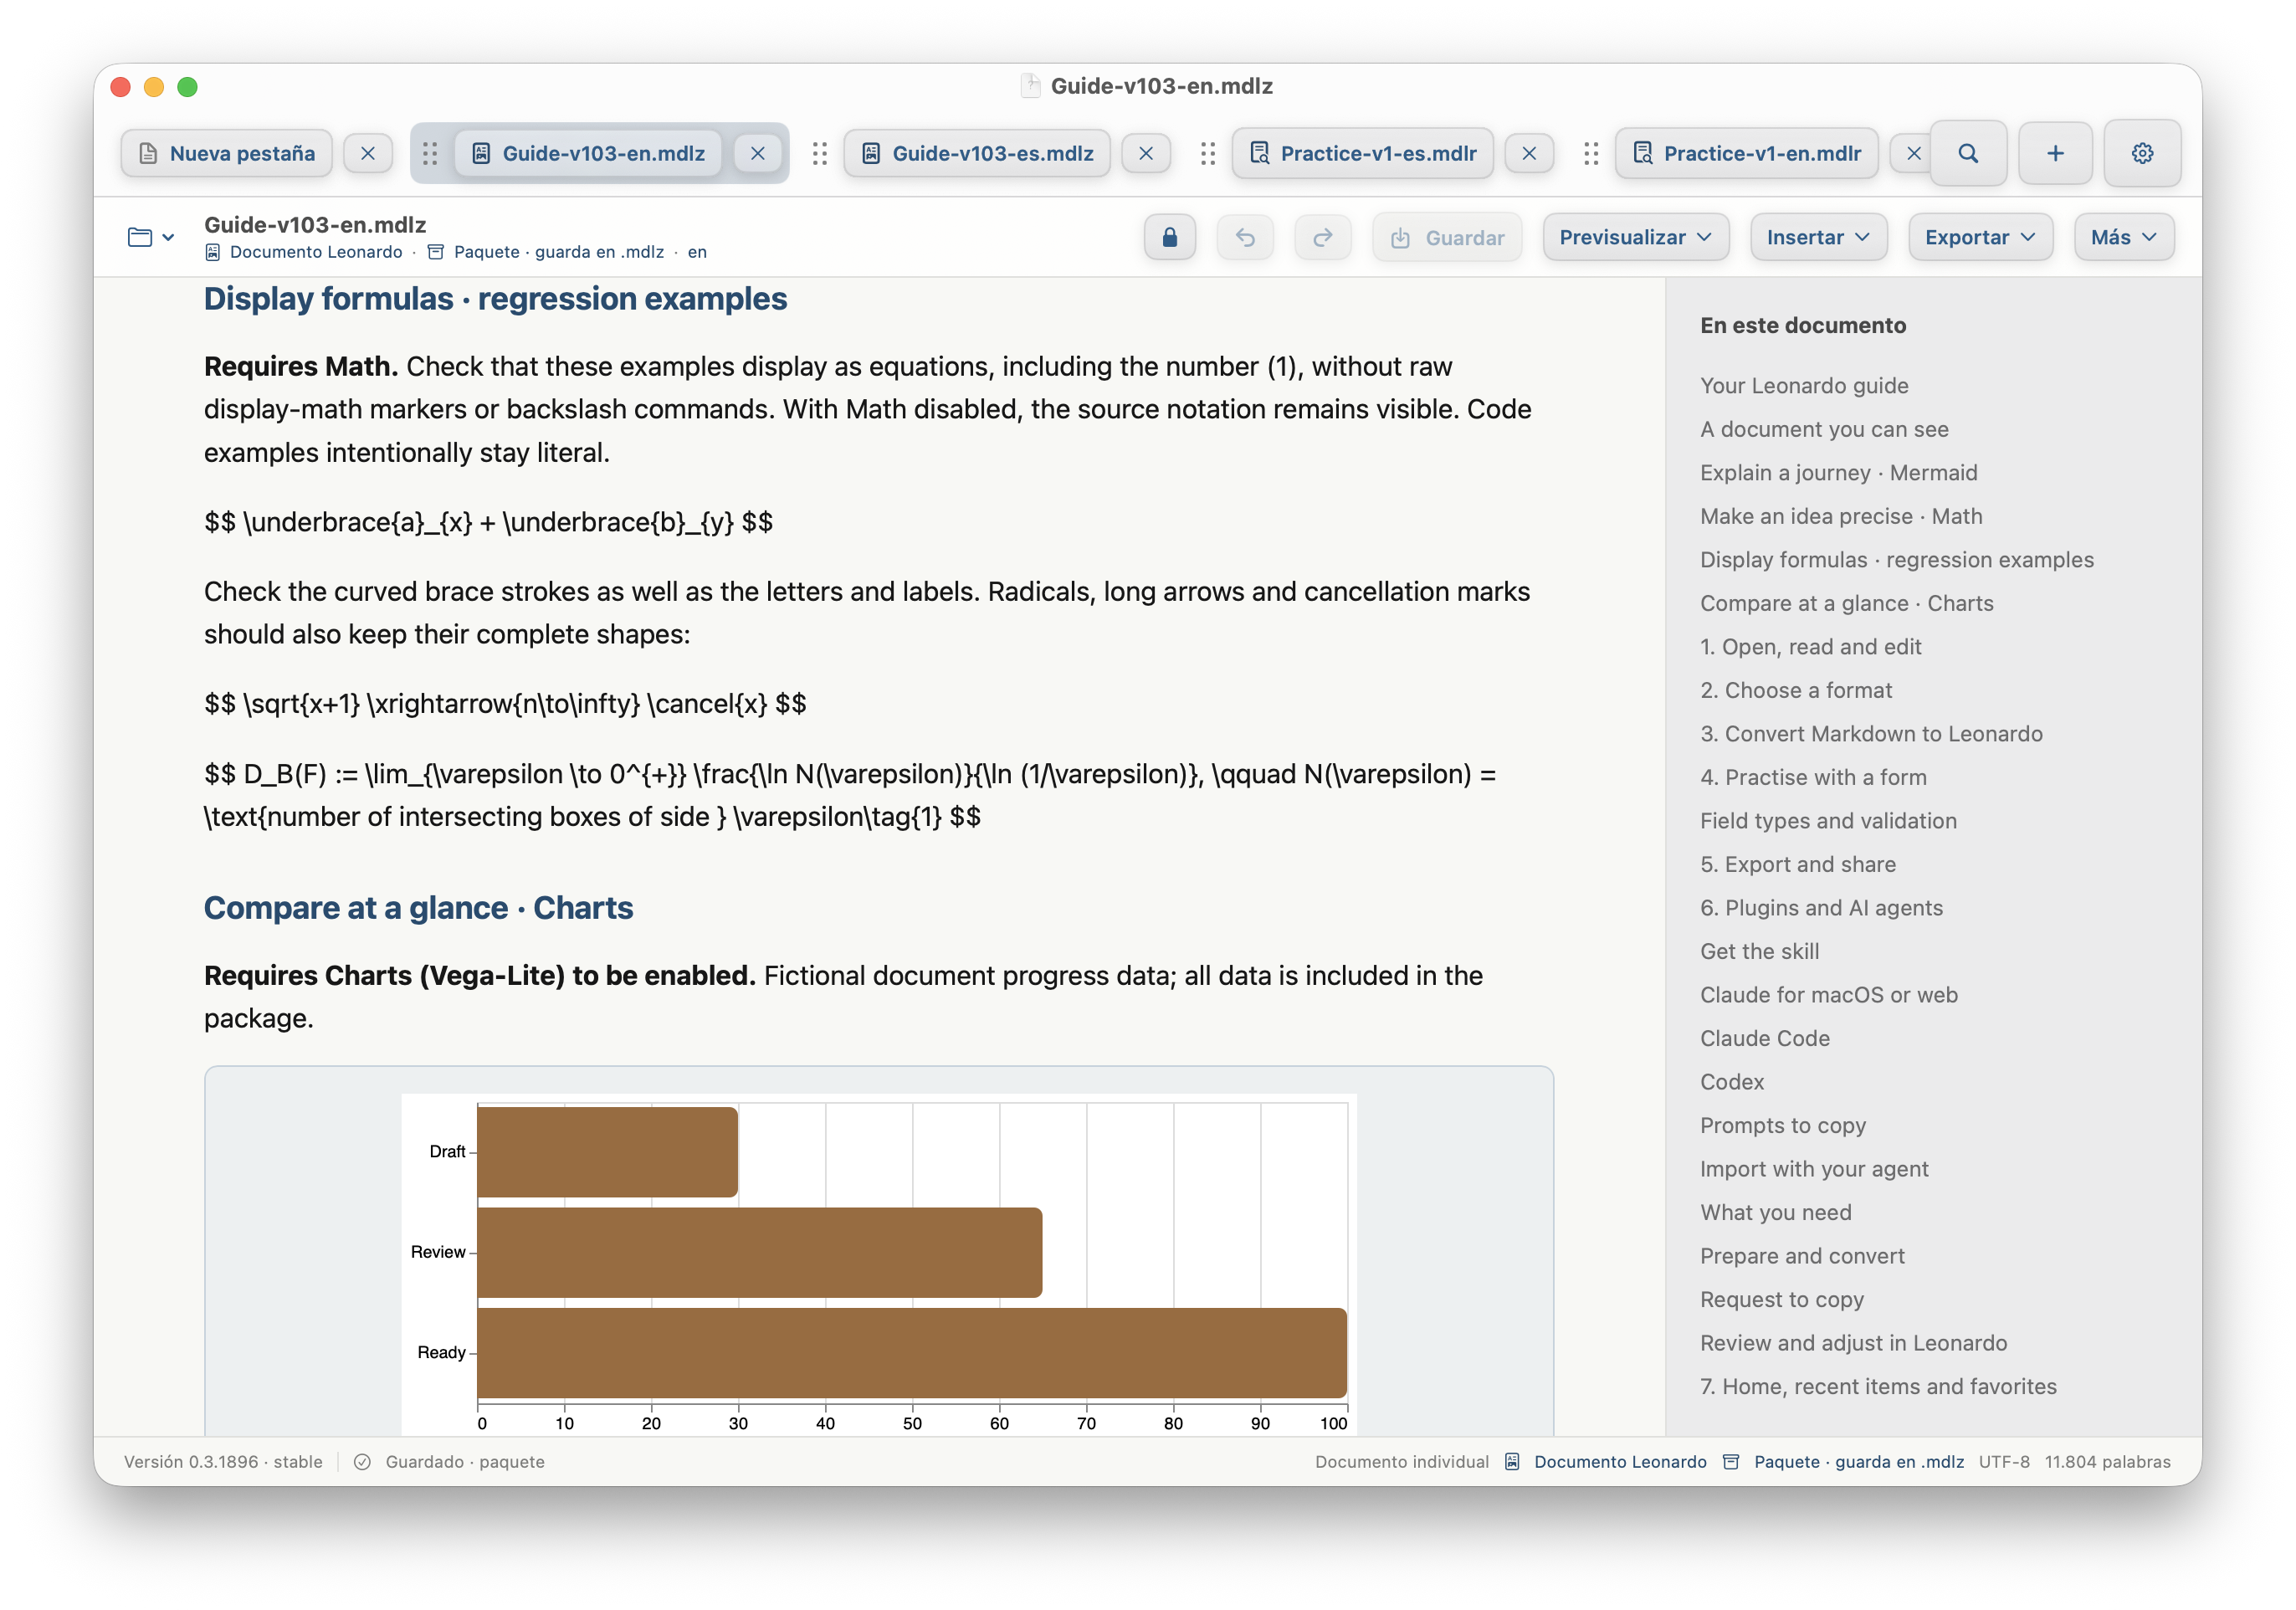 Guide-v103-en.mdlz
Nueva pestaña
Guide-v103-en.mdlz
Guide-v103-es.mdlz
Practice-v1-es.mdlr
Practice-v1-en.mdlr
Guide-v103-en.mdlz
Documento Leonardo · Paquete · guarda en .mdlz · en
Guardar
Previsualizar
Insertar
Exportar
Más
Display formulas · regression examples
Requires Math. Check that these examples display as equations, including the number (1), without raw
display-math markers or backslash commands. With Math disabled, the source notation remains visible. Code
examples intentionally stay literal.
$$ \underbrace{a}_{x} + \underbrace{b}_{y} $$
Check the curved brace strokes as well as the letters and labels. Radicals, long arrows and cancellation marks
should also keep their complete shapes:
$$ \sqrt{x+1} \xrightarrow{n\to\infty} \cancel{x} $$
$$ D_B(F) := \lim_{\varepsilon \to 0^{+}} \frac{\ln N(\varepsilon)}{\ln (1/\varepsilon)}, \qquad N(\varepsilon) =
\text{number of intersecting boxes of side } \varepsilon\tag{1} $$
Compare at a glance · Charts
Requires Charts (Vega-Lite) to be enabled. Fictional document progress data; all data is included in the
package.
Draft
Review
Ready
0 10 20 30 40 50 60 70 80 90 100
En este documento
Your Leonardo guide
A document you can see
Explain a journey · Mermaid
Make an idea precise · Math
Display formulas · regression examples
Compare at a glance · Charts
1. Open, read and edit
2. Choose a format
3. Convert Markdown to Leonardo
4. Practise with a form
Field types and validation
5. Export and share
6. Plugins and AI agents
Get the skill
Claude for macOS or web
Claude Code
Codex
Prompts to copy
Import with your agent
What you need
Prepare and convert
Request to copy
Review and adjust in Leonardo
7. Home, recent items and favorites
Versión 0.3.1896 · stable
Guardado · paquete
Documento individual
Documento Leonardo
Paquete · guarda en .mdlz
UTF-8
11.804 palabras